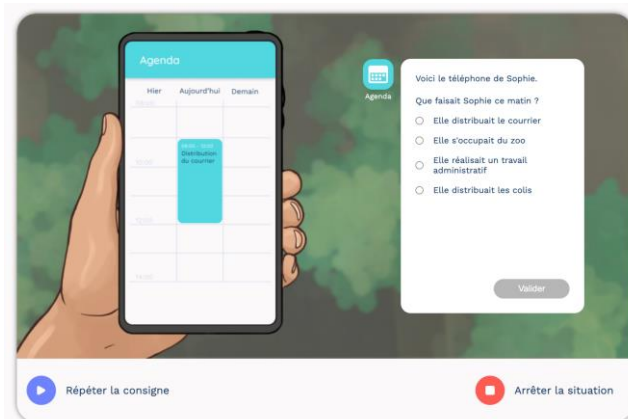 Agenda
Hier Aujourd'hui Demain
Distribution
du courrier
Agenda
Voici le téléphone de Sophie.
Que faisait Sophie ce matin ?
Elle distribuait le courrier
Elle s'occupait du zoo
Elle réalisait un travail
administratif
Elle distribuait les colis
Valider
Répéter la consigne
Arrêter la situation